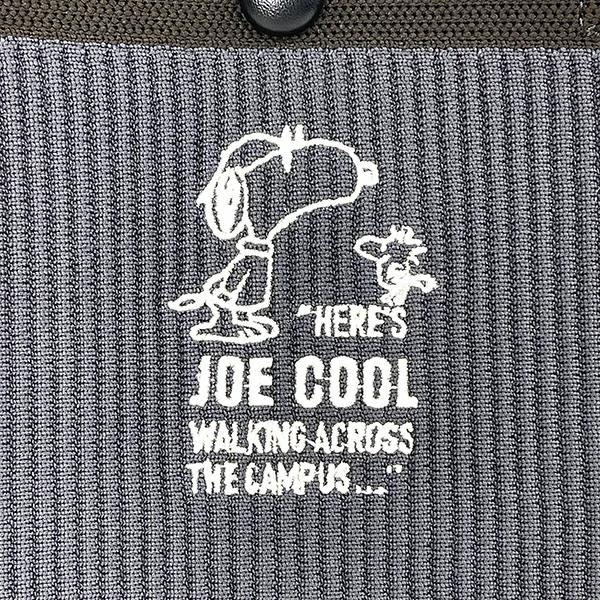 "HERE'S
JOE COOL
WALKING ACROSS
THE CAMPUS...."